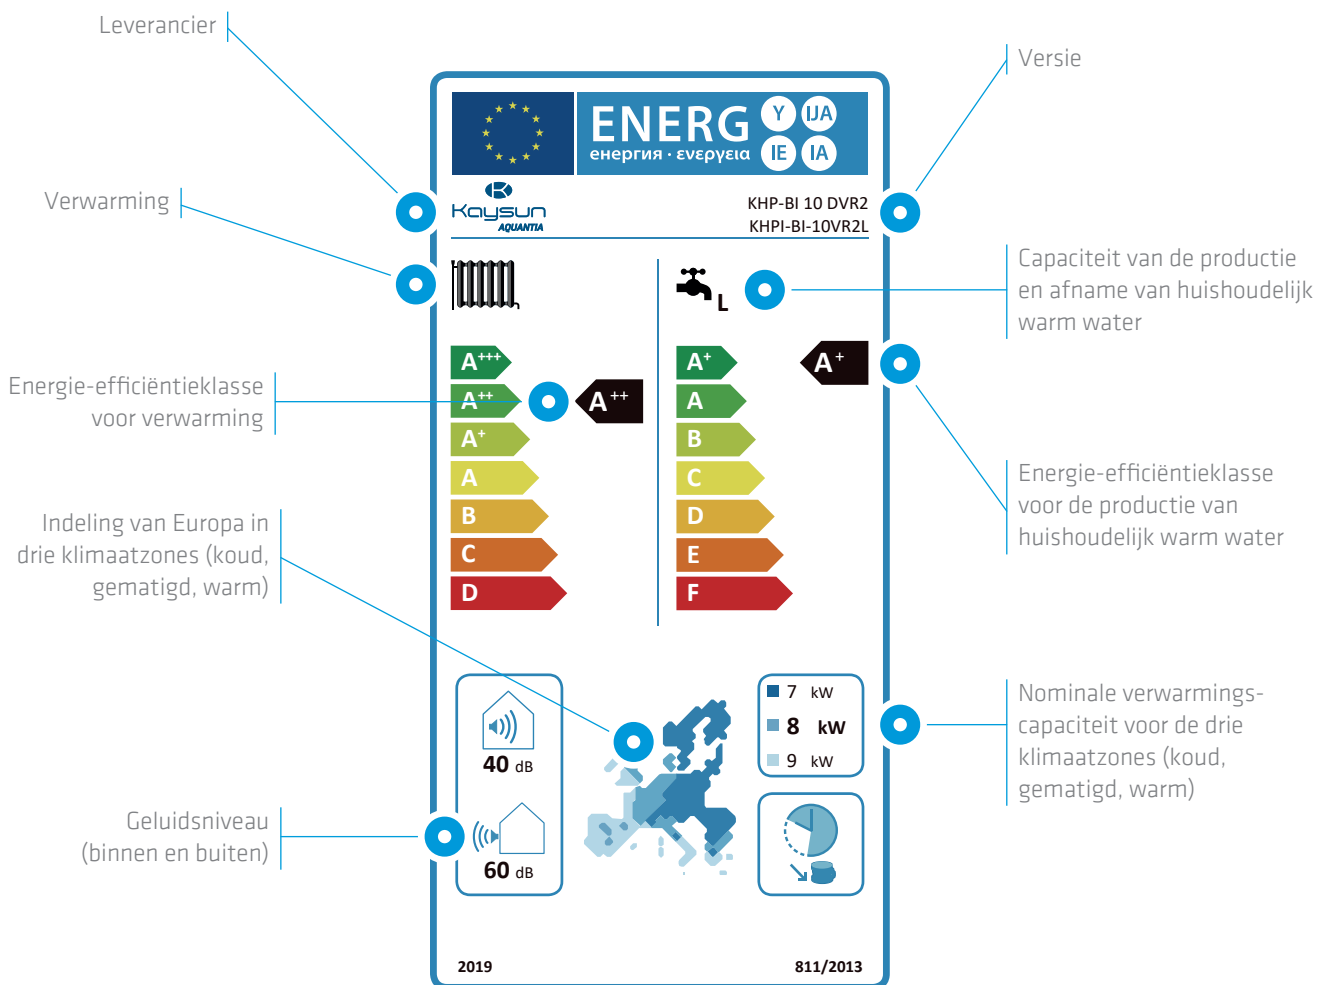 Leverancier
Versie
ENERG
енергия · ενεργεια
Y
IJA
IE
IA
Verwarming
Kaysun
AQUANTIA
KHP-BI 10 DVR2
KHPI-BI-10VR2L
L
Capaciteit van de productie
en afname van huishoudelijk
warm water
Energie-efficiëntieklasse
voor verwarming
A+++
A++
A+
A
B
C
D
A++
A+
A
B
C
D
E
F
A+
Energie-efficiëntieklasse
voor de productie van
huishoudelijk warm water
Indeling van Europa in
drie klimaatzones (koud,
gematigd, warm)
40 dB
60 dB
7 kW
8 kW
9 kW
Nominale verwarmings-
capaciteit voor de drie
klimaatzones (koud,
gematigd, warm)
Geluidsniveau
(binnen en buiten)
2019
811/2013